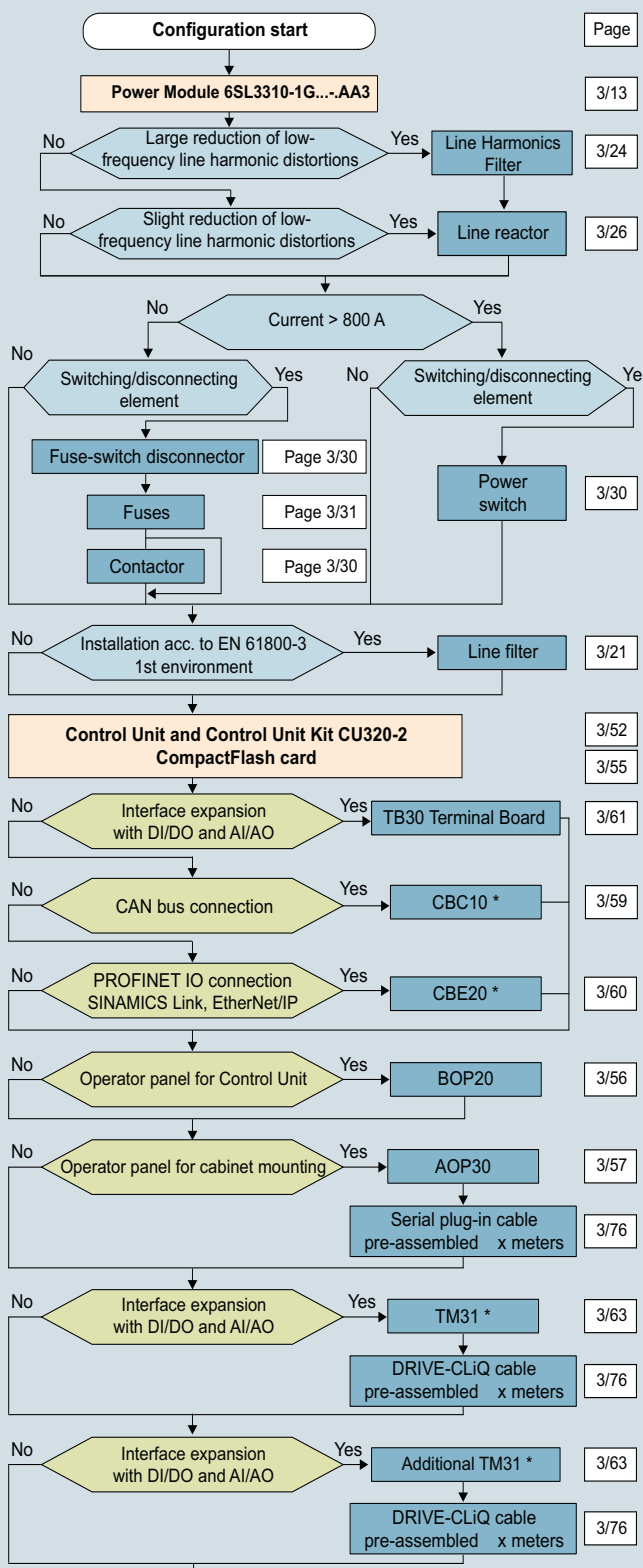 Configuration start
Page
Power Module 6SL3310-1G...-.AA3
3/13
No
Large reduction of low-
frequency line harmonic distortions
Yes
Line Harmonics
Filter
3/24
No
Slight reduction of low-
frequency line harmonic distortions
Yes
Line reactor
3/26
No
Current > 800 A
Yes
No
Switching/disconnecting
element
Yes
No
Switching/disconnecting
element
Ye
Fuse-switch disconnector
Page 3/30
Power
switch
3/30
Fuses
Page 3/31
Contactor
Page 3/30
No
Installation acc. to EN 61800-3
1st environment
Yes
Line filter
3/21
Control Unit and Control Unit Kit CU320-2
CompactFlash card
3/52
3/55
No
Interface expansion
with DI/DO and AI/AO
Yes
TB30 Terminal Board
3/61
No
CAN bus connection
Yes
CBC10 *
3/59
No
PROFINET IO connection
SINAMICS Link, EtherNet/IP
Yes
CBE20 *
3/60
No
Operator panel for Control Unit
Yes
BOP20
3/56
No
Operator panel for cabinet mounting
Yes
AOP30
3/57
Serial plug-in cable
pre-assembled x meters
3/76
No
Interface expansion
with DI/DO and AI/AO
Yes
TM31 *
3/63
DRIVE-CLiQ cable
pre-assembled x meters
3/76
No
Interface expansion
with DI/DO and AI/AO
Yes
Additional TM31 *
3/63
DRIVE-CLiQ cable
pre-assembled x meters
3/76